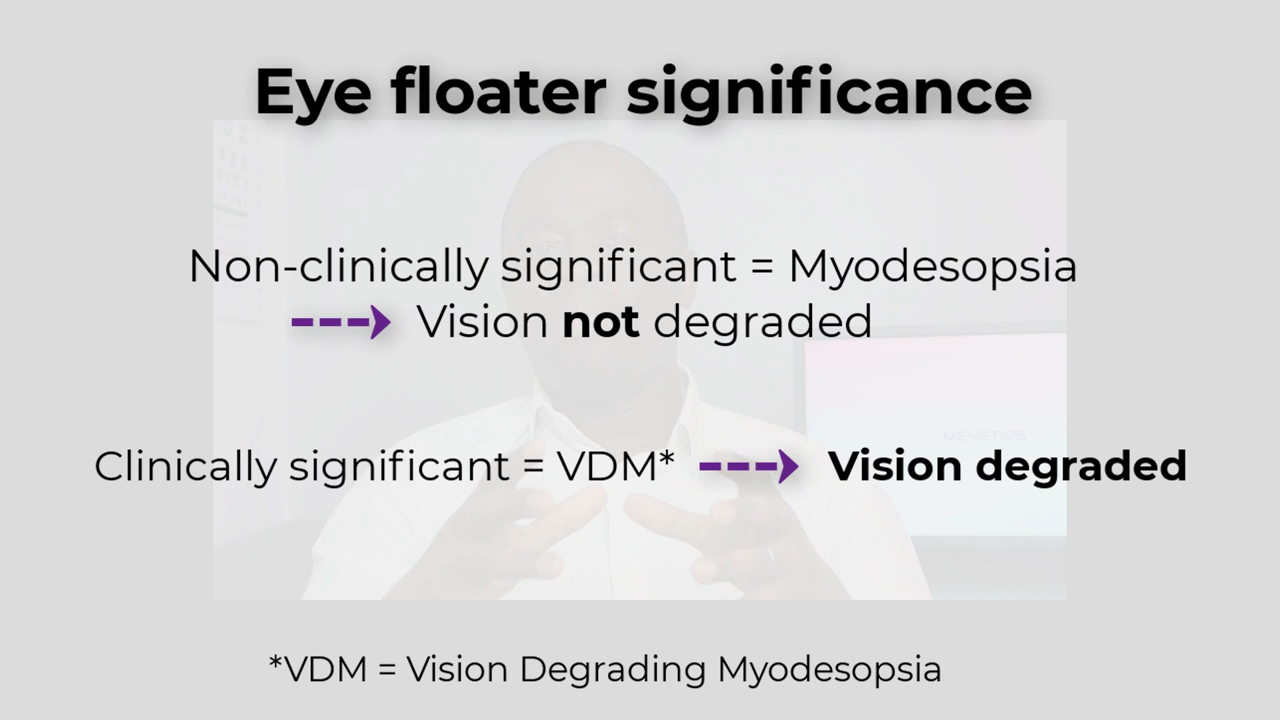 Eye floater significance
Non-clinically significant = Myodesopsia
Vision not degraded
Clinically significant = VDM* Vision degraded
MEYETIPS
*VDM = Vision Degrading Myodesopsia